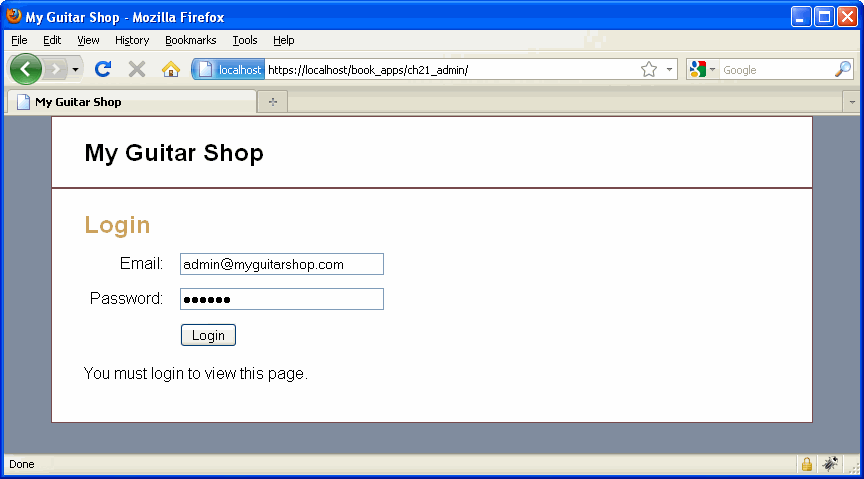 My Guitar Shop - Mozilla Firefox
File Edit View History Bookmarks Tools Help
localhost https://localhost/book_apps/ch21_admin/ Google
My Guitar Shop
My Guitar Shop
Login
Email: admin@myguitarshop.com
Password: ●●●●●●
Login
You must login to view this page.
Done